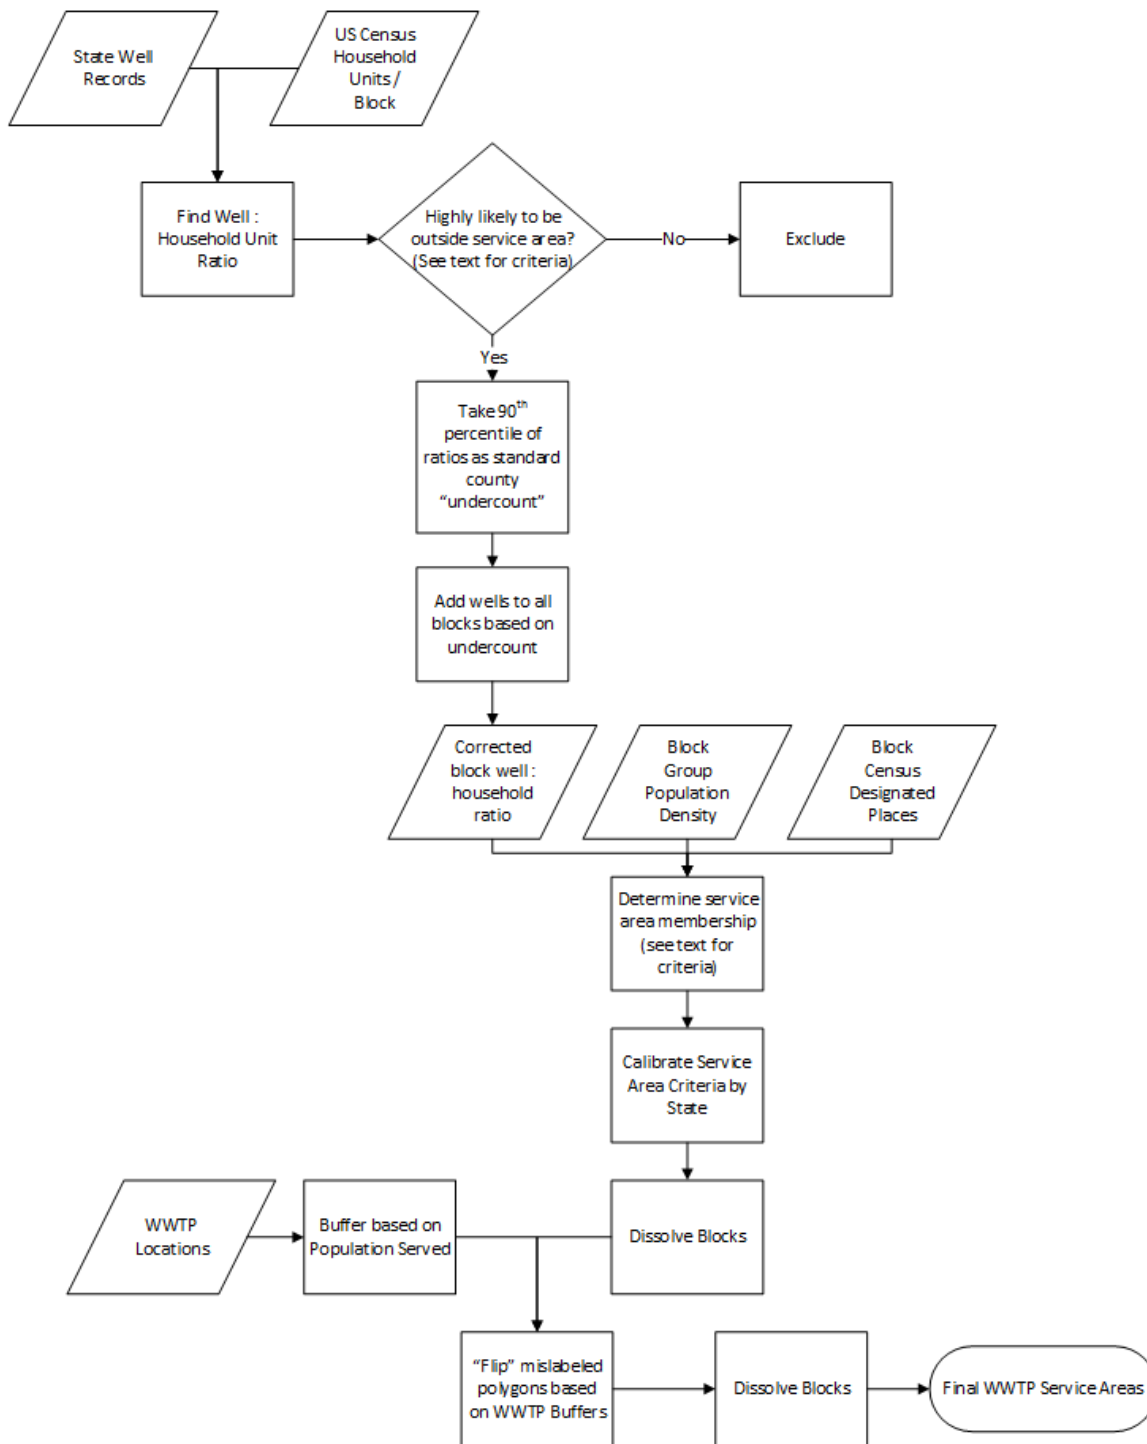 State Well
Records
US Census
Household
Units /
Block
Find Well :
Household Unit
Ratio
Highly likely to be
outside service area?
(See text for criteria)
No
Exclude
Yes
Take 90th
percentile of
ratios as standard
county
“undercount”
Add wells to all
blocks based on
undercount
Corrected
block well :
household
ratio
Block
Group
Population
Density
Block
Census
Designated
Places
Determine service
area membership
(see text for
criteria)
Calibrate Service
Area Criteria by
State
WWTP
Locations
Buffer based on
Population Served
Dissolve Blocks
“Flip” mislabeled
polygons based
on WWTP Buffers
Dissolve Blocks
Final WWTP Service Areas